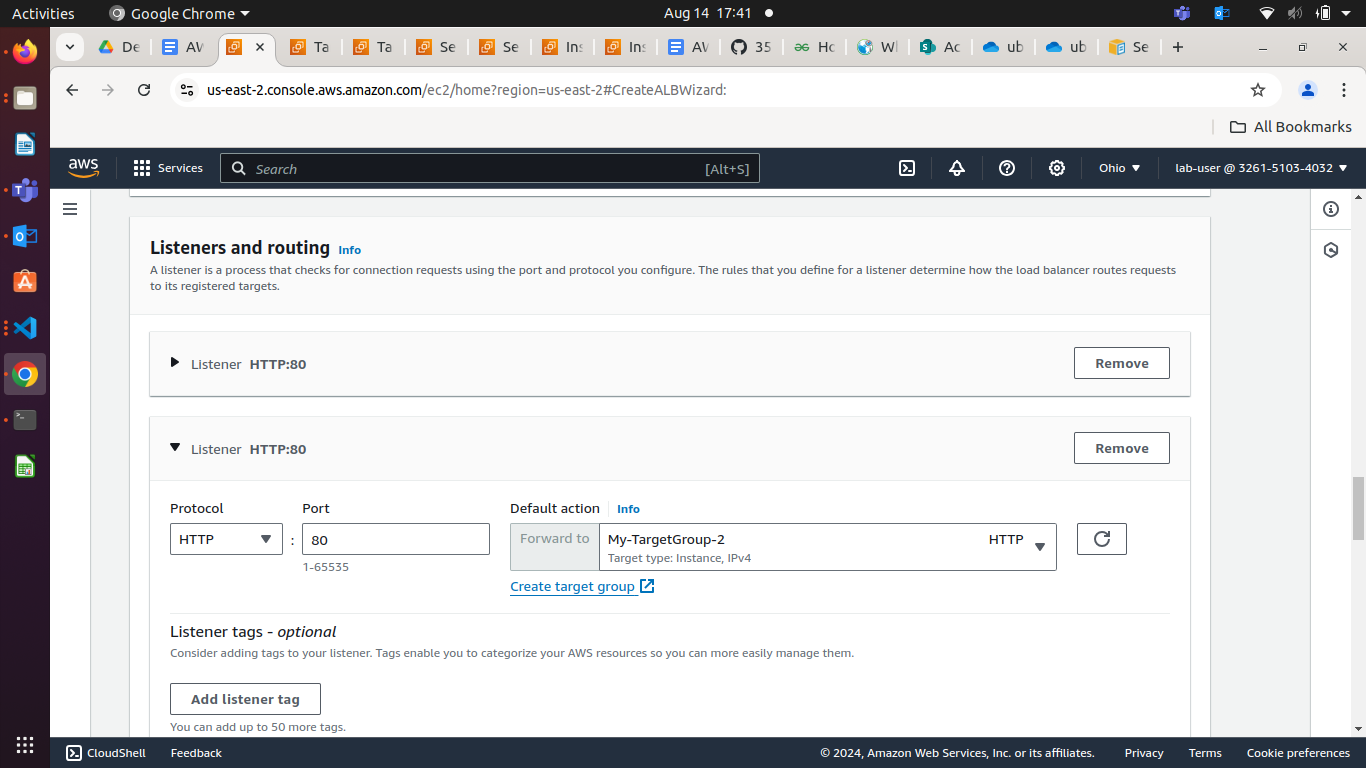 Activities
Google Chrome
Aug 14 17:41
De
AW
Ta
Ta
Se
Se
Ins
Ins
AW
35
Ho
Wl
Ac
ub
ub
Se
us-east-2.console.aws.amazon.com/ec2/home?region=us-east-2#CreateALBWizard:
All Bookmarks
aws
Services
Search
[Alt+S]
Ohio
lab-user @ 3261-5103-4032
Listeners and routing Info
A listener is a process that checks for connection requests using the port and protocol you configure. The rules that you define for a listener determine how the load balancer routes requests
to its registered targets.
Listener HTTP:80
Remove
Listener HTTP:80
Remove
Protocol
Port
Default action Info
HTTP
:
80
Forward to
My-TargetGroup-2
HTTP
Target type: Instance, IPv4
1-65535
Create target group
Listener tags - optional
Consider adding tags to your listener. Tags enable you to categorize your AWS resources so you can more easily manage them.
Add listener tag
You can add up to 50 more tags.
CloudShell
Feedback
© 2024, Amazon Web Services, Inc. or its affiliates.
Privacy
Terms
Cookie preferences